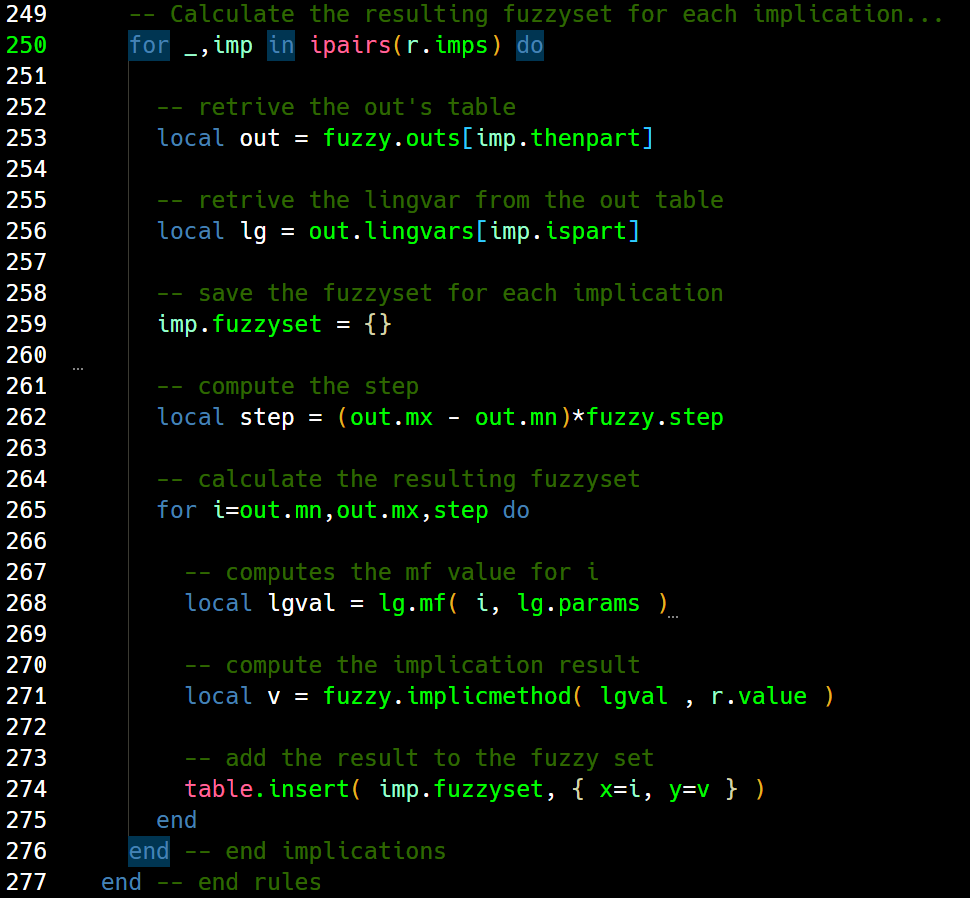 249 -- Calculate the resulting fuzzyset for each implication...
250 for _,imp in ipairs(r.imps) do
251
252 -- retrive the out's table
253 local out = fuzzy.outs[imp.thenpart]
254
255 -- retrive the lingvar from the out table
256 local lg = out.lingvars[imp.ispart]
257
258 -- save the fuzzyset for each implication
259 imp.fuzzyset = {}
260
261 -- compute the step
262 local step = (out.mx - out.mn)*fuzzy.step
263
264 -- calculate the resulting fuzzyset
265 for i=out.mn,out.mx,step do
266
267 -- computes the mf value for i
268 local lgval = lg.mf( i, lg.params )
269
270 -- compute the implication result
271 local v = fuzzy.implicmethod( lgval , r.value )
272
273 -- add the result to the fuzzy set
274 table.insert( imp.fuzzyset, { x=i, y=v } )
275 end
276 end -- end implications
277 end -- end rules